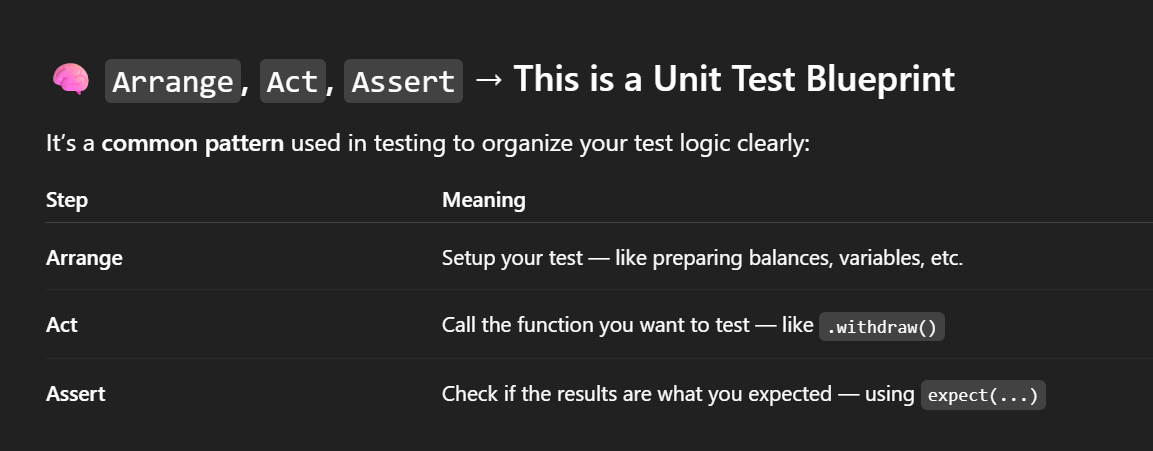 🧠 Arrange, Act, Assert → This is a Unit Test Blueprint
It’s a common pattern used in testing to organize your test logic clearly:
Step Meaning
Arrange Setup your test — like preparing balances, variables, etc.
Act Call the function you want to test — like .withdraw()
Assert Check if the results are what you expected — using expect(...)